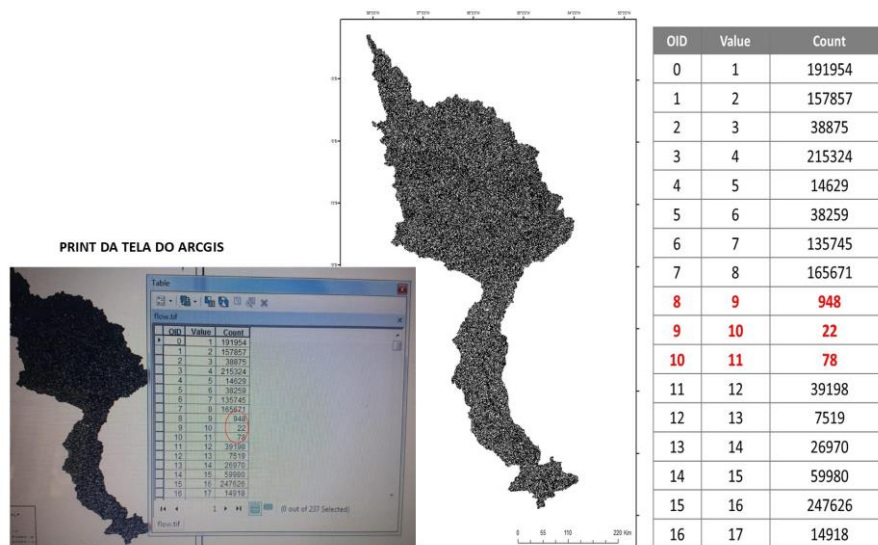 OID Value Count
0 1 191954
1 2 157857
2 3 38875
3 4 215324
4 5 14629
5 6 38259
6 7 135745
7 8 165671
8 9 948
9 10 22
10 11 78
11 12 39198
12 13 7519
13 14 26970
14 15 59980
15 16 247626
16 17 14918
0 55 110 220 Km
PRINT DA TELA DO ARCGIS
Table
flow.tif
OID Value Count
0 1 191954
1 2 157857
2 3 38875
3 4 215324
4 5 14629
5 6 38259
6 7 135745
7 8 165671
8 9 948
9 10 22
10 11 78
11 12 39198
12 13 7519
13 14 26970
14 15 59980
15 16 247626
16 17 14918
1 (0 out of 237 Selected)
flow.tif